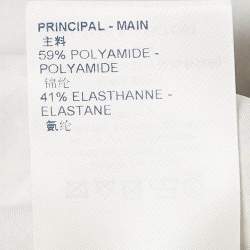 PRINCIPAL - MAIN
主料
59% POLYAMIDE -
POLYAMIDE
锦纶
41% ELASTHANNE -
ELASTANE
氨纶